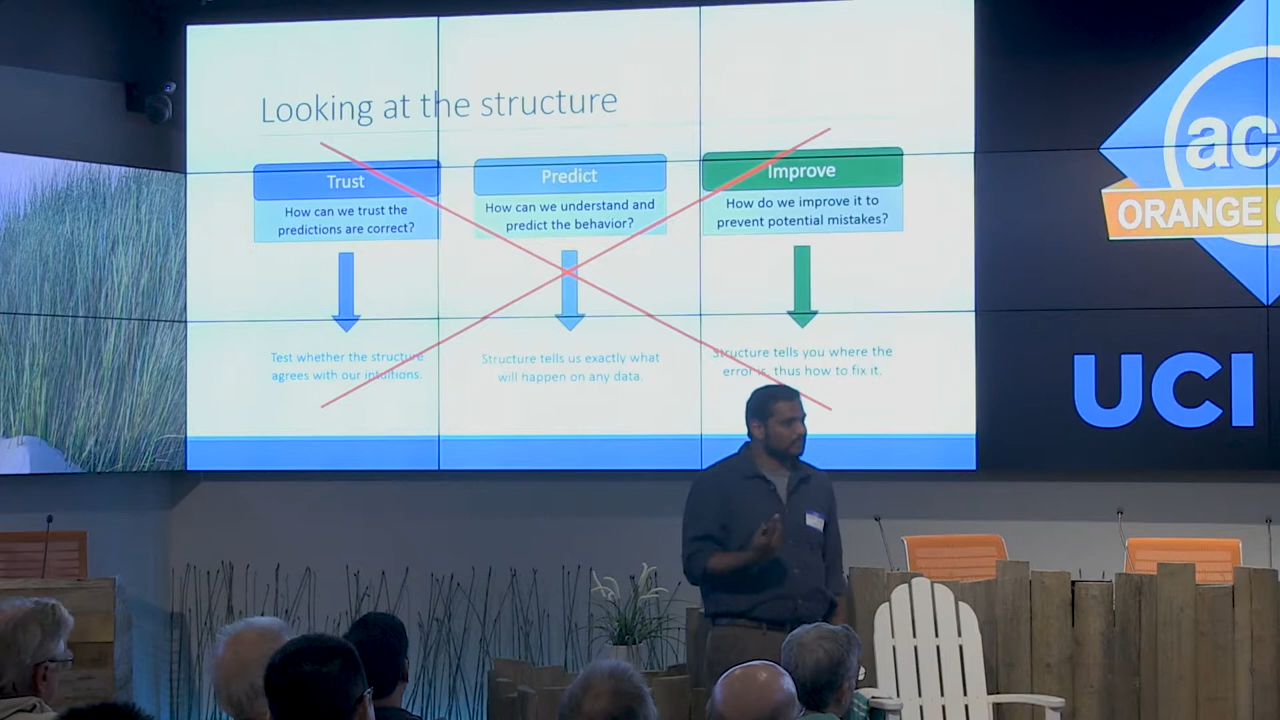 Looking at the structure
Trust
How can we trust the
predictions are correct?
Test whether the structure
agrees with our intuitions.
Predict
How can we understand and
predict the behavior?
Structure tells us exactly what
will happen on any data.
Improve
How do we improve it to
prevent potential mistakes?
Structure tells you where the
error is, thus how to fix it.
ac
ORANGE
UCI